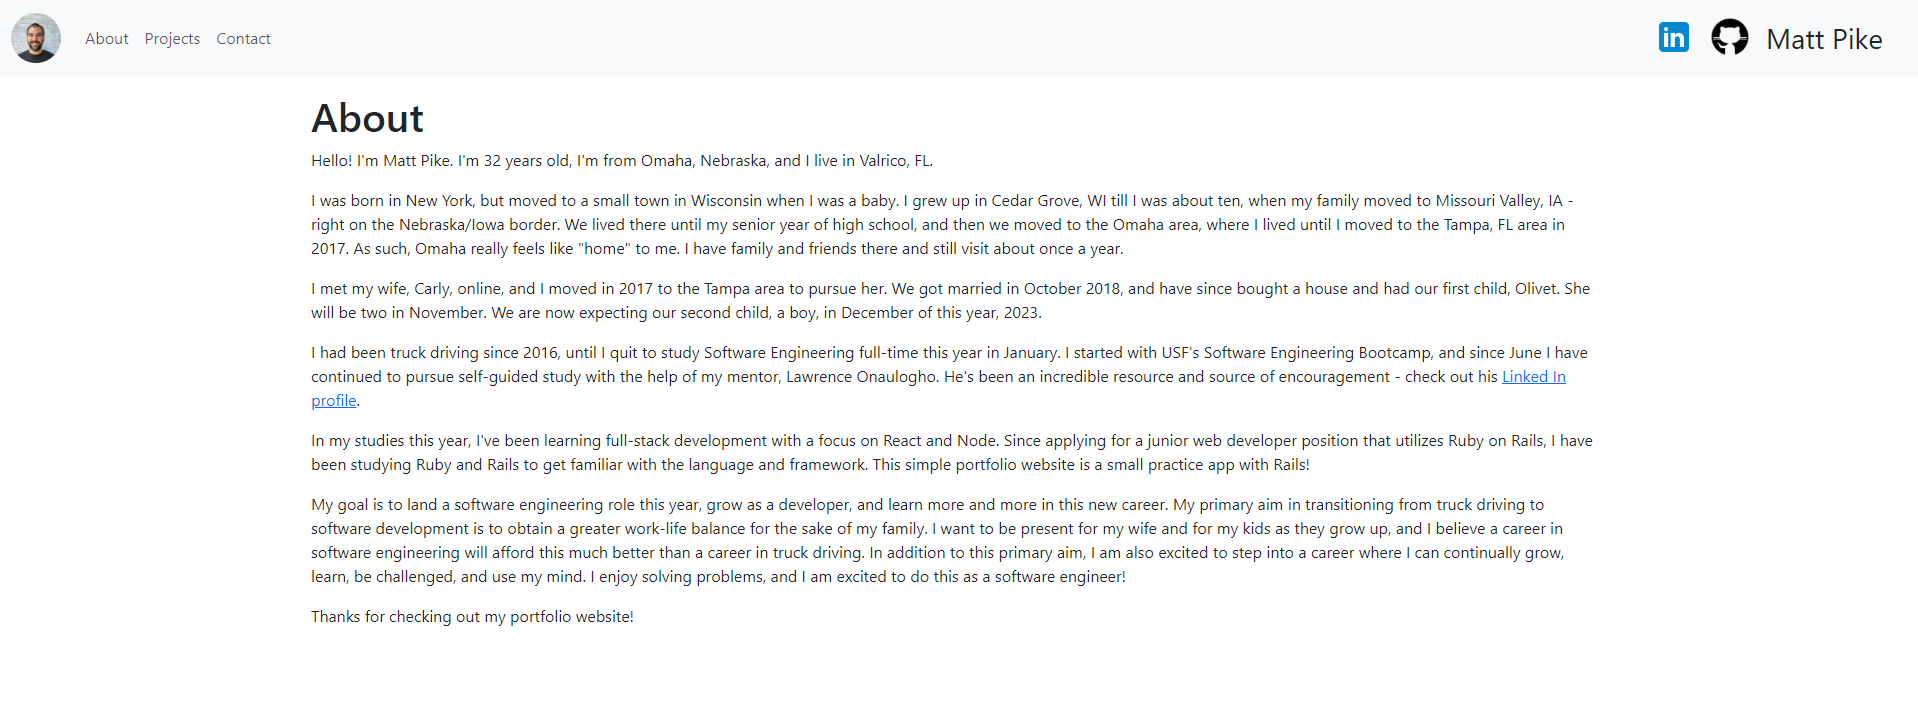 About Projects Contact in Matt Pike
About
Hello! I'm Matt Pike. I'm 32 years old, I'm from Omaha, Nebraska, and I live in Valrico, FL.
I was born in New York, but moved to a small town in Wisconsin when I was a baby. I grew up in Cedar Grove, WI till I was about ten, when my family moved to Missouri Valley, IA -
right on the Nebraska/Iowa border. We lived there until my senior year of high school, and then we moved to the Omaha area, where I lived until I moved to the Tampa, FL area in
2017. As such, Omaha really feels like "home" to me. I have family and friends there and still visit about once a year.
I met my wife, Carly, online, and I moved in 2017 to the Tampa area to pursue her. We got married in October 2018, and have since bought a house and had our first child, Olivet. She
will be two in November. We are now expecting our second child, a boy, in December of this year, 2023.
I had been truck driving since 2016, until I quit to study Software Engineering full-time this year in January. I started with USF's Software Engineering Bootcamp, and since June I have
continued to pursue self-guided study with the help of my mentor, Lawrence Onaulogho. He's been an incredible resource and source of encouragement - check out his Linked In
profile.
In my studies this year, I've been learning full-stack development with a focus on React and Node. Since applying for a junior web developer position that utilizes Ruby on Rails, I have
been studying Ruby and Rails to get familiar with the language and framework. This simple portfolio website is a small practice app with Rails!
My goal is to land a software engineering role this year, grow as a developer, and learn more and more in this new career. My primary aim in transitioning from truck driving to
software development is to obtain a greater work-life balance for the sake of my family. I want to be present for my wife and for my kids as they grow up, and I believe a career in
software engineering will afford this much better than a career in truck driving. In addition to this primary aim, I am also excited to step into a career where I can continually grow,
learn, be challenged, and use my mind. I enjoy solving problems, and I am excited to do this as a software engineer!
Thanks for checking out my portfolio website!